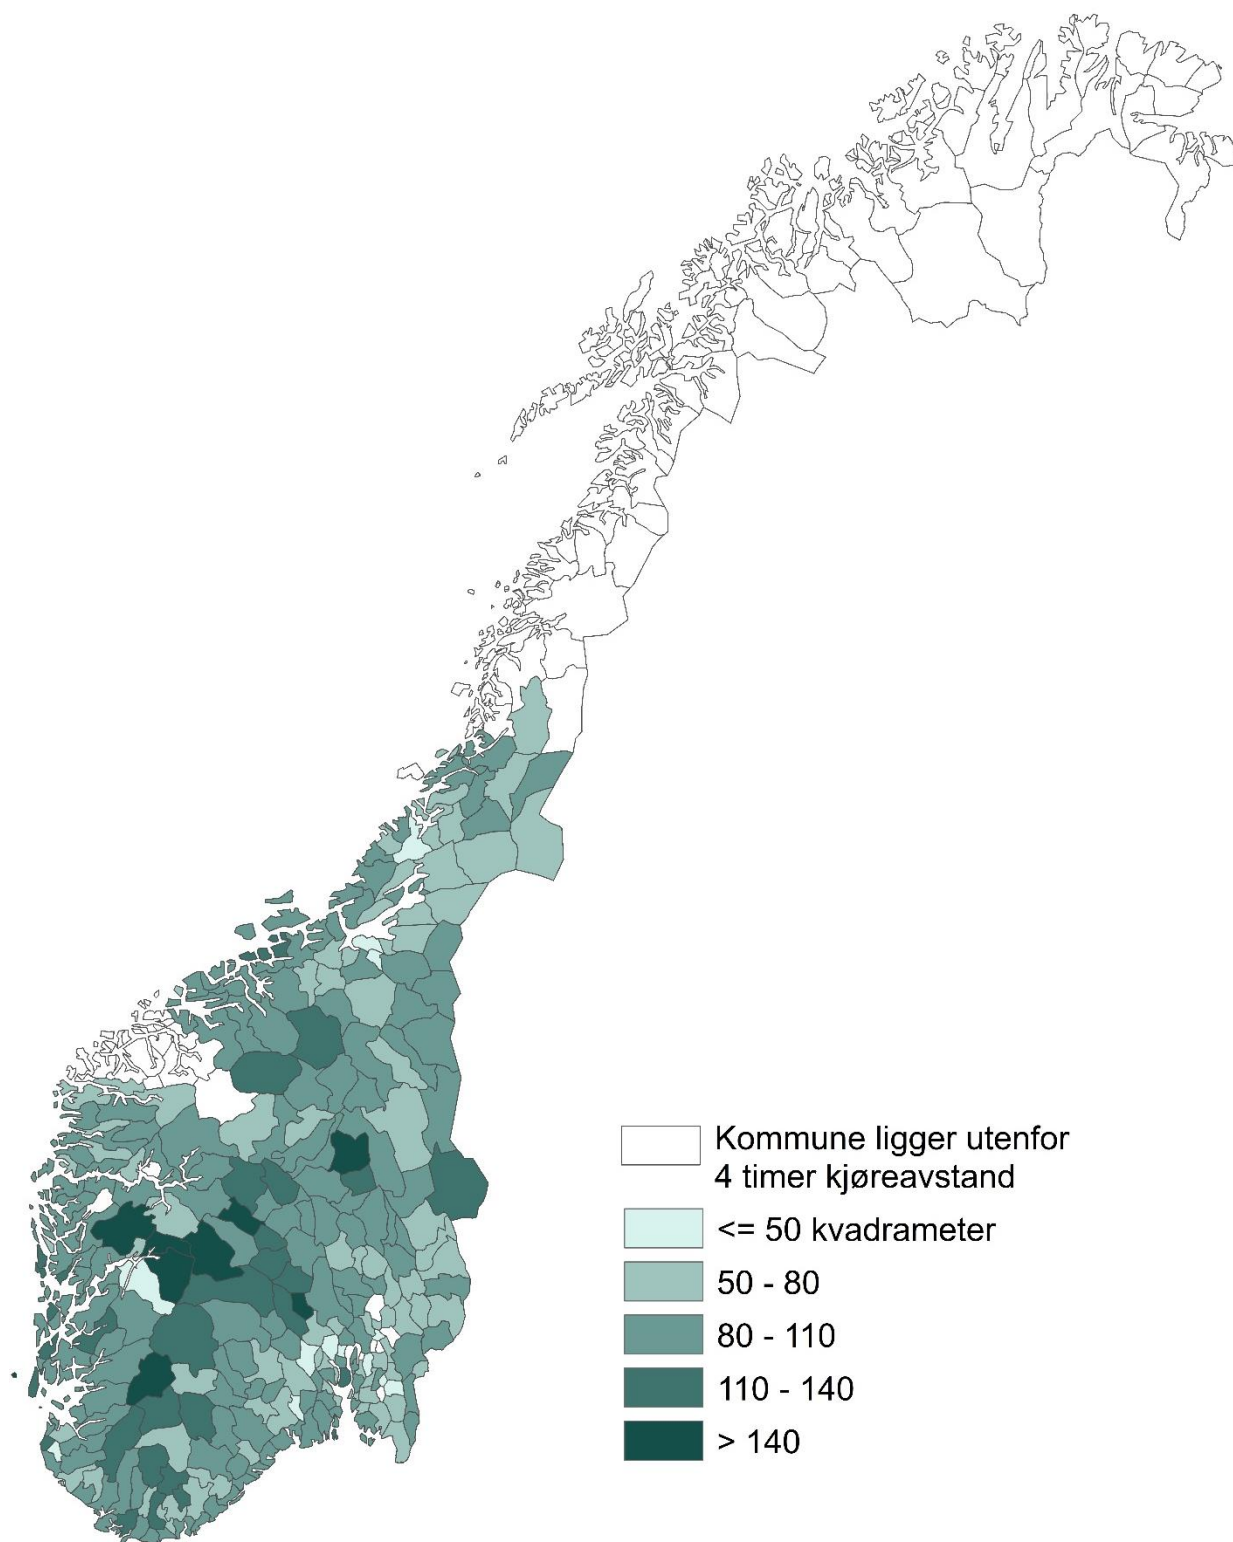 Kommune ligger utenfor
4 timer kjøreavstand
<= 50 kvadrameter
50 - 80
80 - 110
110 - 140
> 140